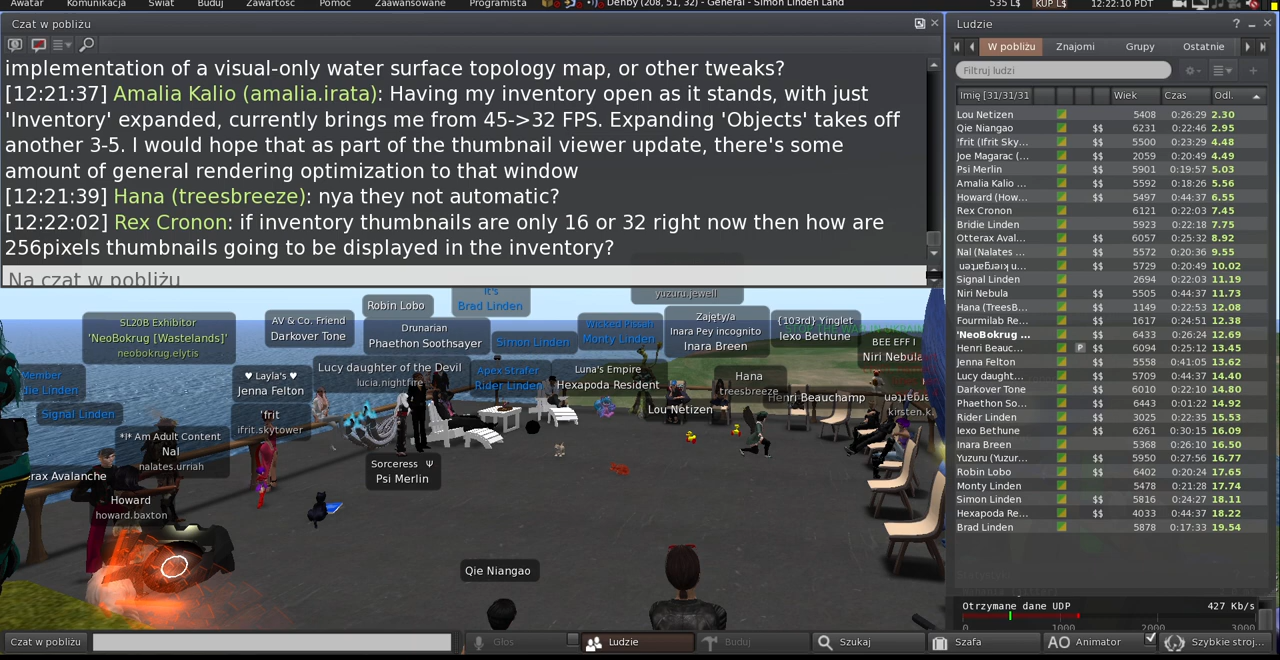 Awatar Komunikacja Świat Buduj Zawartość Pomoc Zaawansowane Programista Denby (208, 51, 32) - General - Simon Linden Land 535 L$ KUP L$ 12:22:10 PDT
Czat w pobliżu
implementation of a visual-only water surface topology map, or other tweaks?
[12:21:37] Amalia Kalio (amalia.irata): Having my inventory open as it stands, with just
'Inventory' expanded, currently brings me from 45->32 FPS. Expanding 'Objects' takes off
another 3-5. I would hope that as part of the thumbnail viewer update, there's some
amount of general rendering optimization to that window
[12:21:39] Hana (treesbreeze): nya they not automatic?
[12:22:02] Rex Cronon: if inventory thumbnails are only 16 or 32 right now then how are
256pixels thumbnails going to be displayed in the inventory?
Na czat w pobliżu
It's
Brad Linden
yuzuru.jewell
Robin Lobo
SL20B Exhibitor
'NeoBokrug [Wastelands]'
neobokrug.elytis
AV & Co. Friend
Darkover Tone
Drunarian
Phaethon Soothsayer
Simon Linden
Wicked Pissah
Monty Linden
Zajęty/a
Inara Pey incognito
Inara Breen
{103rd} Yinglet
Iexo Bethune
BEE EFF I
Niri Nebula
Member
die Linden
Signal Linden
♥ Layla's ♥
Jenna Felton
Lucy daughter of the Devil
lucia.nightfire
Apex Strafer
Rider Linden
Luna's Empire
Hexapoda Resident
Hana
treesbreeze
Henri Beauchamp
kirsten.k
'frit
ifrit.skytower
Lou Netizen
*!* Am Adult Content
Nal
nalates.urriah
erax Avalanche
Sorceress Ψ
Psi Merlin
Howard
howard.baxton
Qie Niangao
Ludzie
W pobliżu Znajomi Grupy Ostatnie
Filtruj ludzi
Imię [31/31/31 Wiek Czas Odl.
Lou Netizen 5408 0:26:29 2.30
Qie Niangao $$ 6231 0:22:46 2.95
'frit (Ifrit Sky... $$ 5500 0:23:29 4.48
Joe Magarac (... $$ 2059 0:20:49 4.49
Psi Merlin $$ 5901 0:19:57 5.03
Amalia Kalio ... $$ 5592 0:18:26 5.56
Howard (How... $$ 5497 0:44:37 6.55
Rex Cronon 6121 0:22:03 7.45
Bridie Linden 5923 0:22:18 7.75
Otterax Aval... $$ 6057 0:25:32 8.92
Nal (Nalates ... $$ 5572 0:20:36 9.55
$$ 5729 0:20:49 10.02
Signal Linden 2694 0:22:03 11.19
Niri Nebula $$ 5505 0:44:37 11.73
Hana (TreesB... $$ 1149 0:22:53 12.08
Fourmilab Re... $$ 1617 0:24:51 12.38
'NeoBokrug ... $$ 6433 0:26:24 12.69
Henri Beauc... P $$ 6094 0:25:12 13.45
Jenna Felton $$ 5558 0:41:05 13.62
Lucy daught... $$ 5709 0:44:37 14.40
Darkover Tone $$ 6010 0:22:10 14.80
Phaethon So... $$ 6443 0:01:22 14.92
Rider Linden $$ 3025 0:22:35 15.53
Iexo Bethune $$ 6261 0:30:15 16.09
Inara Breen 5368 0:26:10 16.50
Yuzuru (Yuzur... $$ 5950 0:27:56 16.77
Robin Lobo $$ 6402 0:20:24 17.65
Monty Linden 5478 0:21:28 17.74
Simon Linden $$ 5816 0:24:27 18.11
Hexapoda Re... $$ 4033 0:44:37 18.22
Brad Linden 5878 0:17:33 19.54
Otrzymane dane UDP 427 Kb/s
0 1000 2000 3000
Czat w pobliżu Głos Ludzie Buduj Szukaj Szafa AO Animator Szybkie stroj...